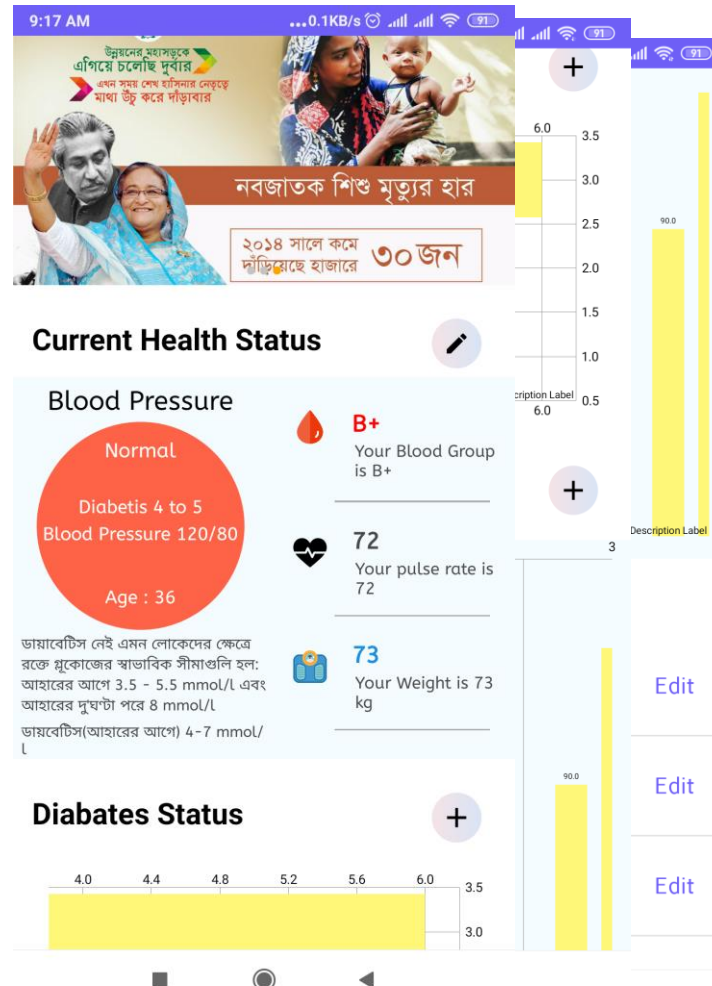 9:17 AM
...0.1KB/s
91
উন্নয়নের মহাসড়কে
এগিয়ে চলেছি দুর্বার
এখন সময় শেখ হাসিনার নেতৃত্বে
মাথা উঁচু করে দাঁড়াবার
নবজাতক শিশু মৃত্যুর হার
২০১৪ সালে কমে
দাঁড়িয়েছে হাজারে
৩০ জন
Current Health Status
Blood Pressure
Normal
Diabetis 4 to 5
Blood Pressure 120/80
Age : 36
B+
Your Blood Group
is B+
72
Your pulse rate is
72
73
Your Weight is 73
kg
ডায়াবেটিস নেই এমন লোকেদের ক্ষেত্রে
রক্তে গ্লুকোজের স্বাভাবিক সীমাগুলি হল:
আহারের আগে 3.5 - 5.5 mmol/l এবং
আহারের দু'ঘণ্টা পরে 8 mmol/l
ডায়বেটিস(আহারের আগে) 4-7 mmol/
l
Diabates Status
+
4.0 4.4 4.8 5.2 5.6 6.0
3.5
3.0
91
+
6.0
3.5
3.0
2.5
2.0
1.5
1.0
0.5
cription Label
6.0
+
3
90.0
91
90.0
Description Label
Edit
Edit
Edit